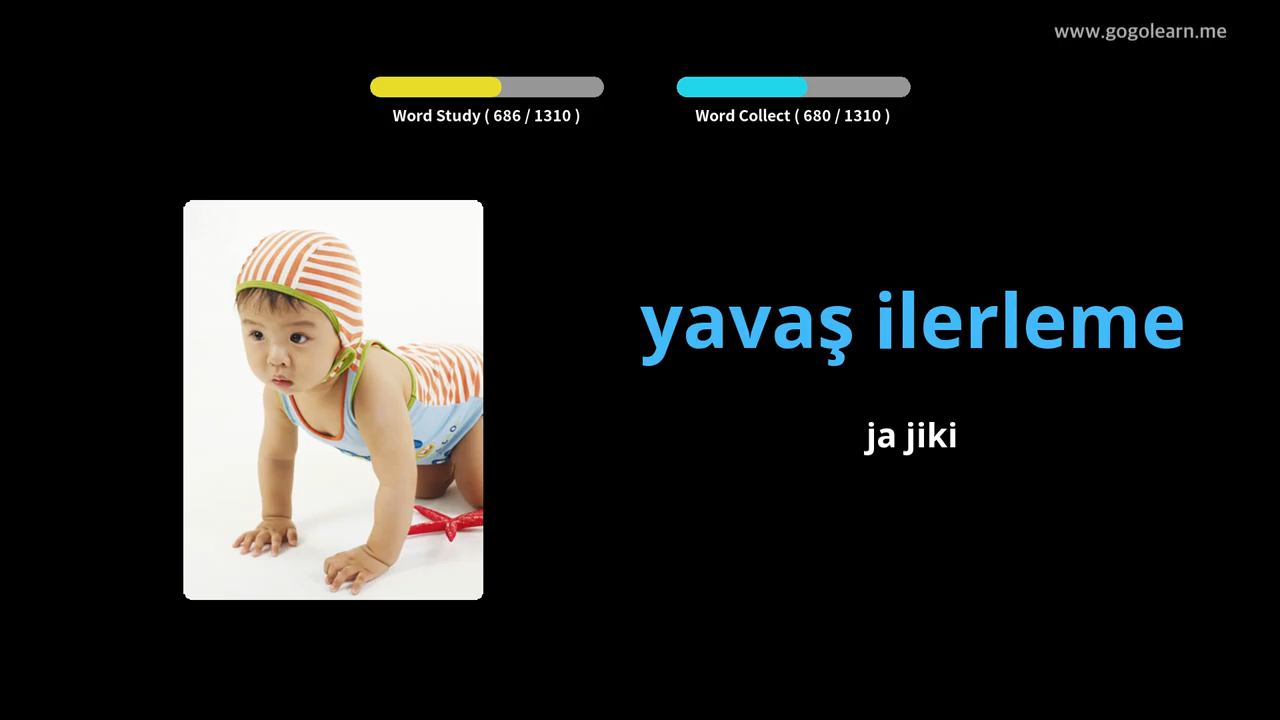 www.gogolearn.me
Word Study ( 686 / 1310 )
Word Collect ( 680 / 1310 )
yavaş ilerleme
ja jiki